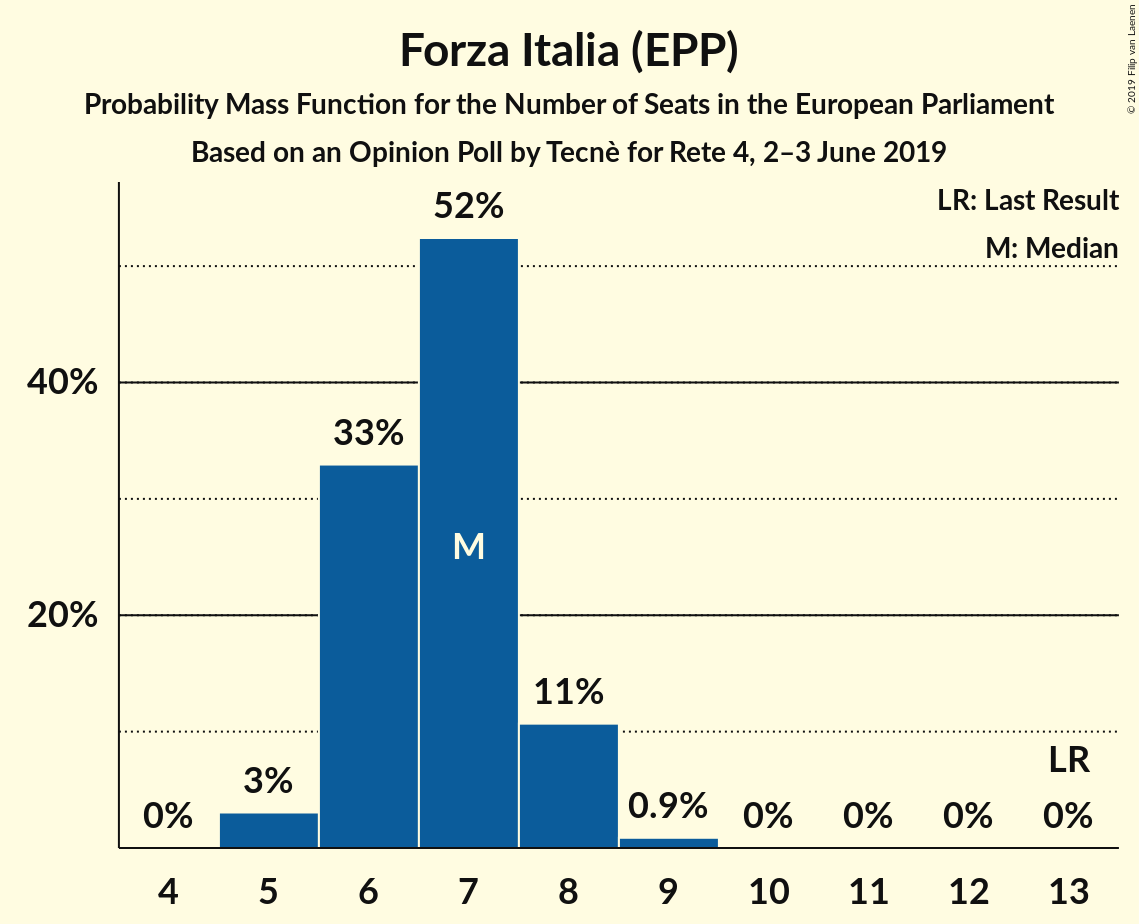 Forza Italia (EPP)
Probability Mass Function for the Number of Seats in the European Parliament
Based on an Opinion Poll by Tecnè for Rete 4, 2–3 June 2019
© 2019 Filip van Laenen
LR: Last Result
M: Median
52%
40%
33%
M
20%
11%
LR
3%
0.9%
0% 0% 0% 0% 0%
4 5 6 7 8 9 10 11 12 13